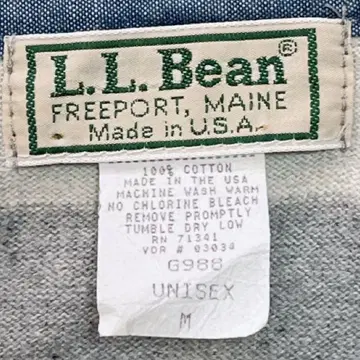 L.L. Bean®
FREEPORT, MAINE
Made in U.S.A.
100% COTTON
MADE IN THE USA
MACHINE WASH WARM
NO CHLORINE BLEACH
REMOVE PROMPTLY
TUMBLE DRY LOW
RN 71341
VDR # 03034
G988
UNISEX
M